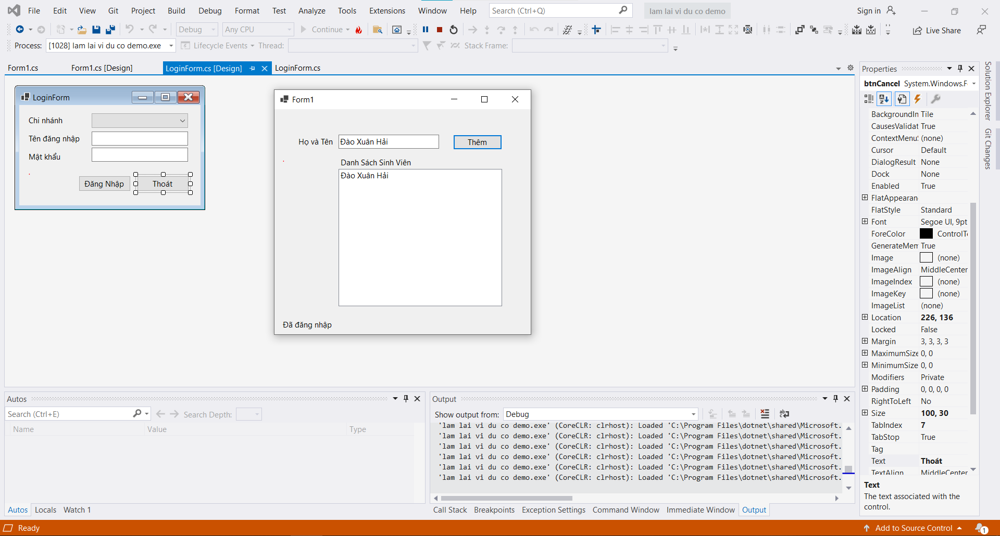 File Edit View Git Project Build Debug Format Test Analyze Tools Extensions Window Help Search (Ctrl+Q) lam lai vi du co demo Sign in
Debug Any CPU Continue Live Share
Process: [1028] lam lai vi du co demo.exe Lifecycle Events Thread: Stack Frame:
Form1.cs Form1.cs [Design] LoginForm.cs [Design] LoginForm.cs
LoginForm
Chi nhánh
Tên đăng nhập
Mật khẩu
Đăng Nhập Thoát
Form1
Họ và Tên Đào Xuân Hải Thêm
Danh Sách Sinh Viên
Đào Xuân Hải
Đã đăng nhập
Properties
btnCancel System.Windows.F
BackgroundIn Tile
CausesValidat True
ContextMenuS (none)
Cursor Default
DialogResult None
Dock None
Enabled True
FlatAppearan
FlatStyle Standard
Font Segoe UI, 9pt
ForeColor ControlTe
GenerateMem True
Image (none)
ImageAlign MiddleCenter
ImageIndex (none)
ImageKey (none)
ImageList (none)
Location 226, 136
Locked False
Margin 3, 3, 3, 3
MaximumSize 0, 0
MinimumSize 0, 0
Modifiers Private
Padding 0, 0, 0, 0
RightToLeft No
Size 100, 30
TabIndex 7
TabStop True
Tag
Text Thoát
TextAlign MiddleCenter
Text
The text associated with the
control.
Solution Explorer
Git Changes
Autos
Search (Ctrl+E) Search Depth:
Name Value Type
Autos Locals Watch 1
Output
Show output from: Debug
'lam lai vi du co demo.exe' (CoreCLR: clrhost): Loaded 'C:\Program Files\dotnet\shared\Microsoft.
'lam lai vi du co demo.exe' (CoreCLR: clrhost): Loaded 'C:\Program Files\dotnet\shared\Microsoft.
'lam lai vi du co demo.exe' (CoreCLR: clrhost): Loaded 'C:\Program Files\dotnet\shared\Microsoft.
'lam lai vi du co demo.exe' (CoreCLR: clrhost): Loaded 'C:\Program Files\dotnet\shared\Microsoft.
'lam lai vi du co demo.exe' (CoreCLR: clrhost): Loaded 'C:\Program Files\dotnet\shared\Microsoft.
'lam lai vi du co demo.exe' (CoreCLR: clrhost): Loaded 'C:\Program Files\dotnet\shared\Microsoft.
Call Stack Breakpoints Exception Settings Command Window Immediate Window Output
Ready Add to Source Control 1